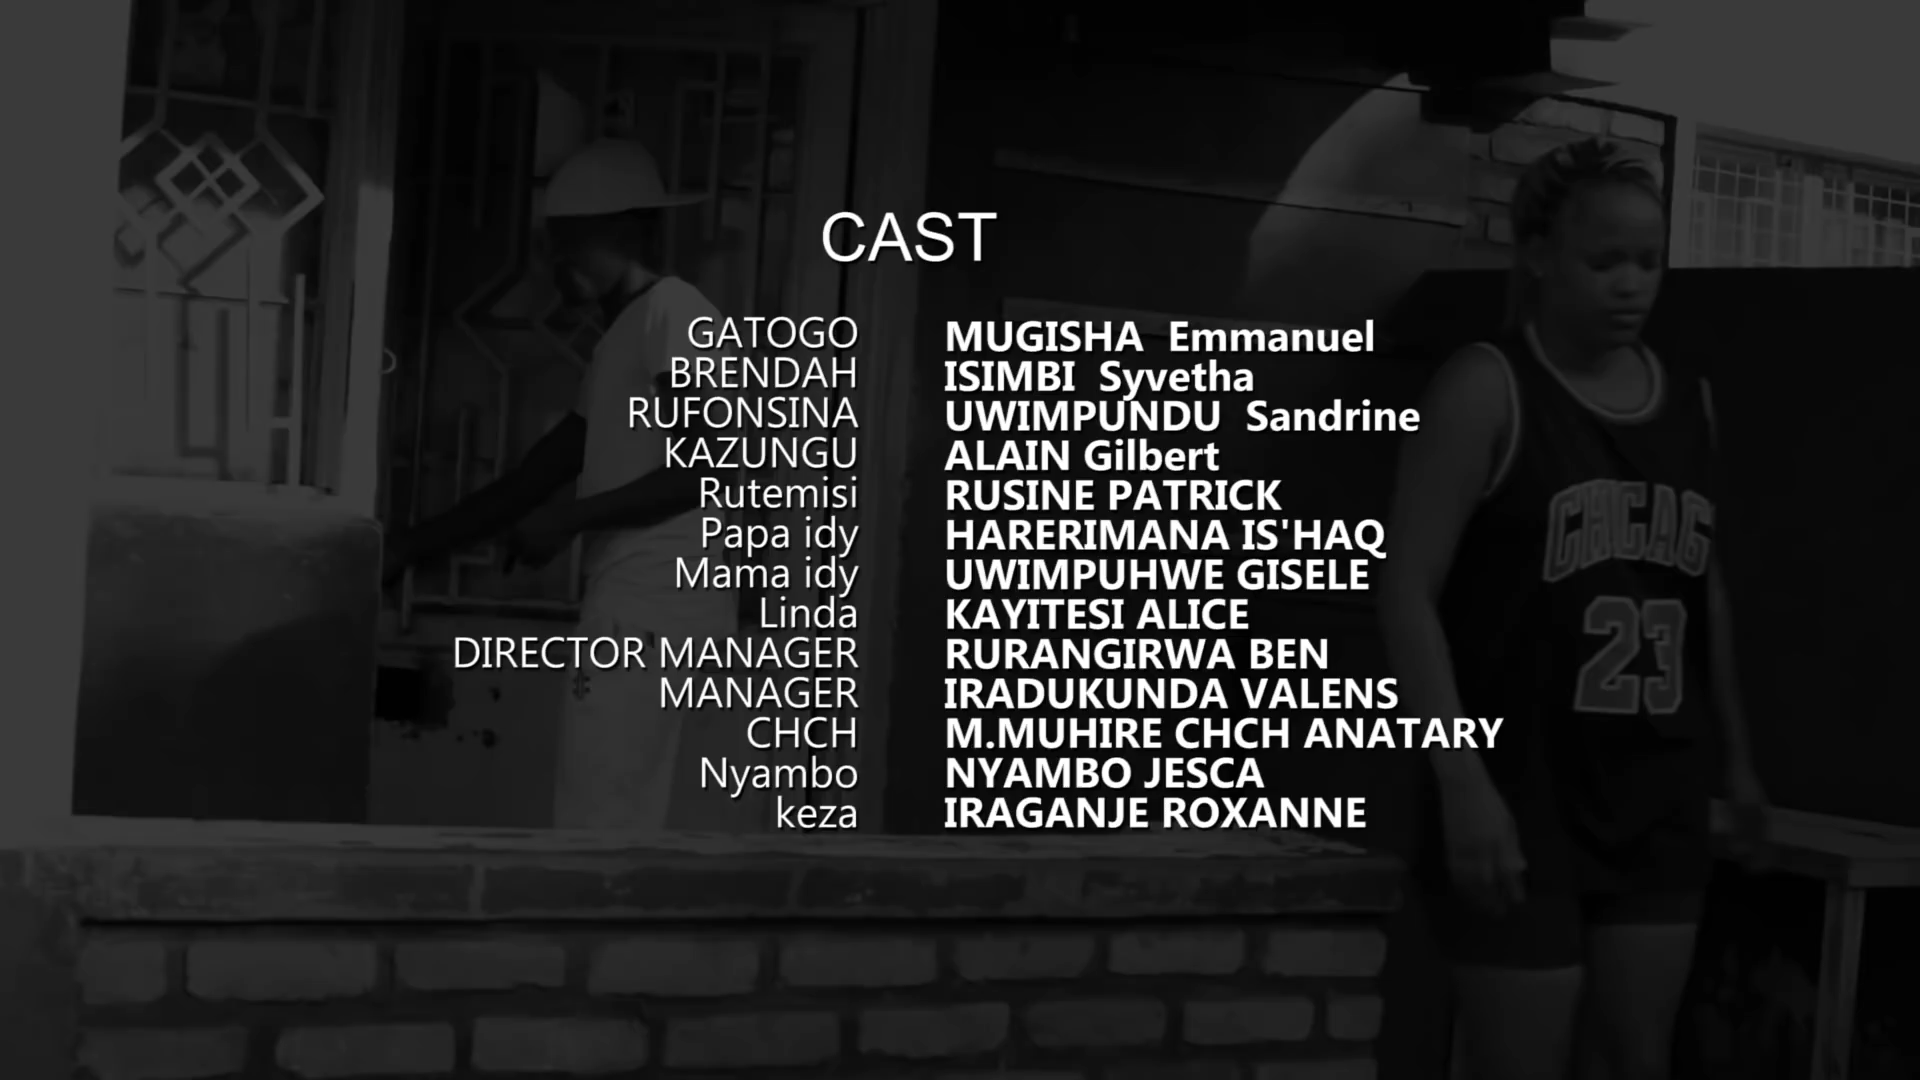 CAST
GATOGO MUGISHA Emmanuel
BRENDAH ISIMBI Syvetha
RUFONSINA UWIMPUNDU Sandrine
KAZUNGU ALAIN Gilbert
Rutemisi RUSINE PATRICK
Papa idy HARERIMANA IS'HAQ
Mama idy UWIMPUHWE GISELE
Linda KAYITESI ALICE
DIRECTOR MANAGER RURANGIRWA BEN
MANAGER IRADUKUNDA VALENS
CHCH M.MUHIRE CHCH ANATARY
Nyambo NYAMBO JESCA
keza IRAGANJE ROXANNE
CHICAG
23